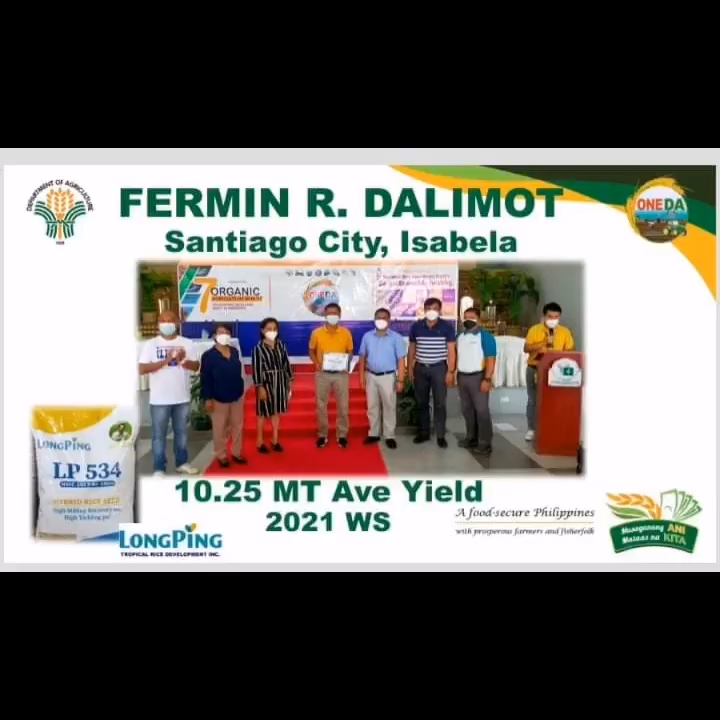 DEPARTMENT OF AGRICULTURE
FERMIN R. DALIMOT
Santiago City, Isabela
ONEDA
7 ORGANIC
ONEDA
LONGPING
LP 534
HYBRID RICE SEED
High Milling Recovery
High Yielding
10.25 MT Ave Yield
2021 WS
LONGPING
TROPICAL RICE DEVELOPMENT INC.
A food-secure Philippines
with prosperous farmers and fisherfolk
Masaganang ANI
Mataas na KITA